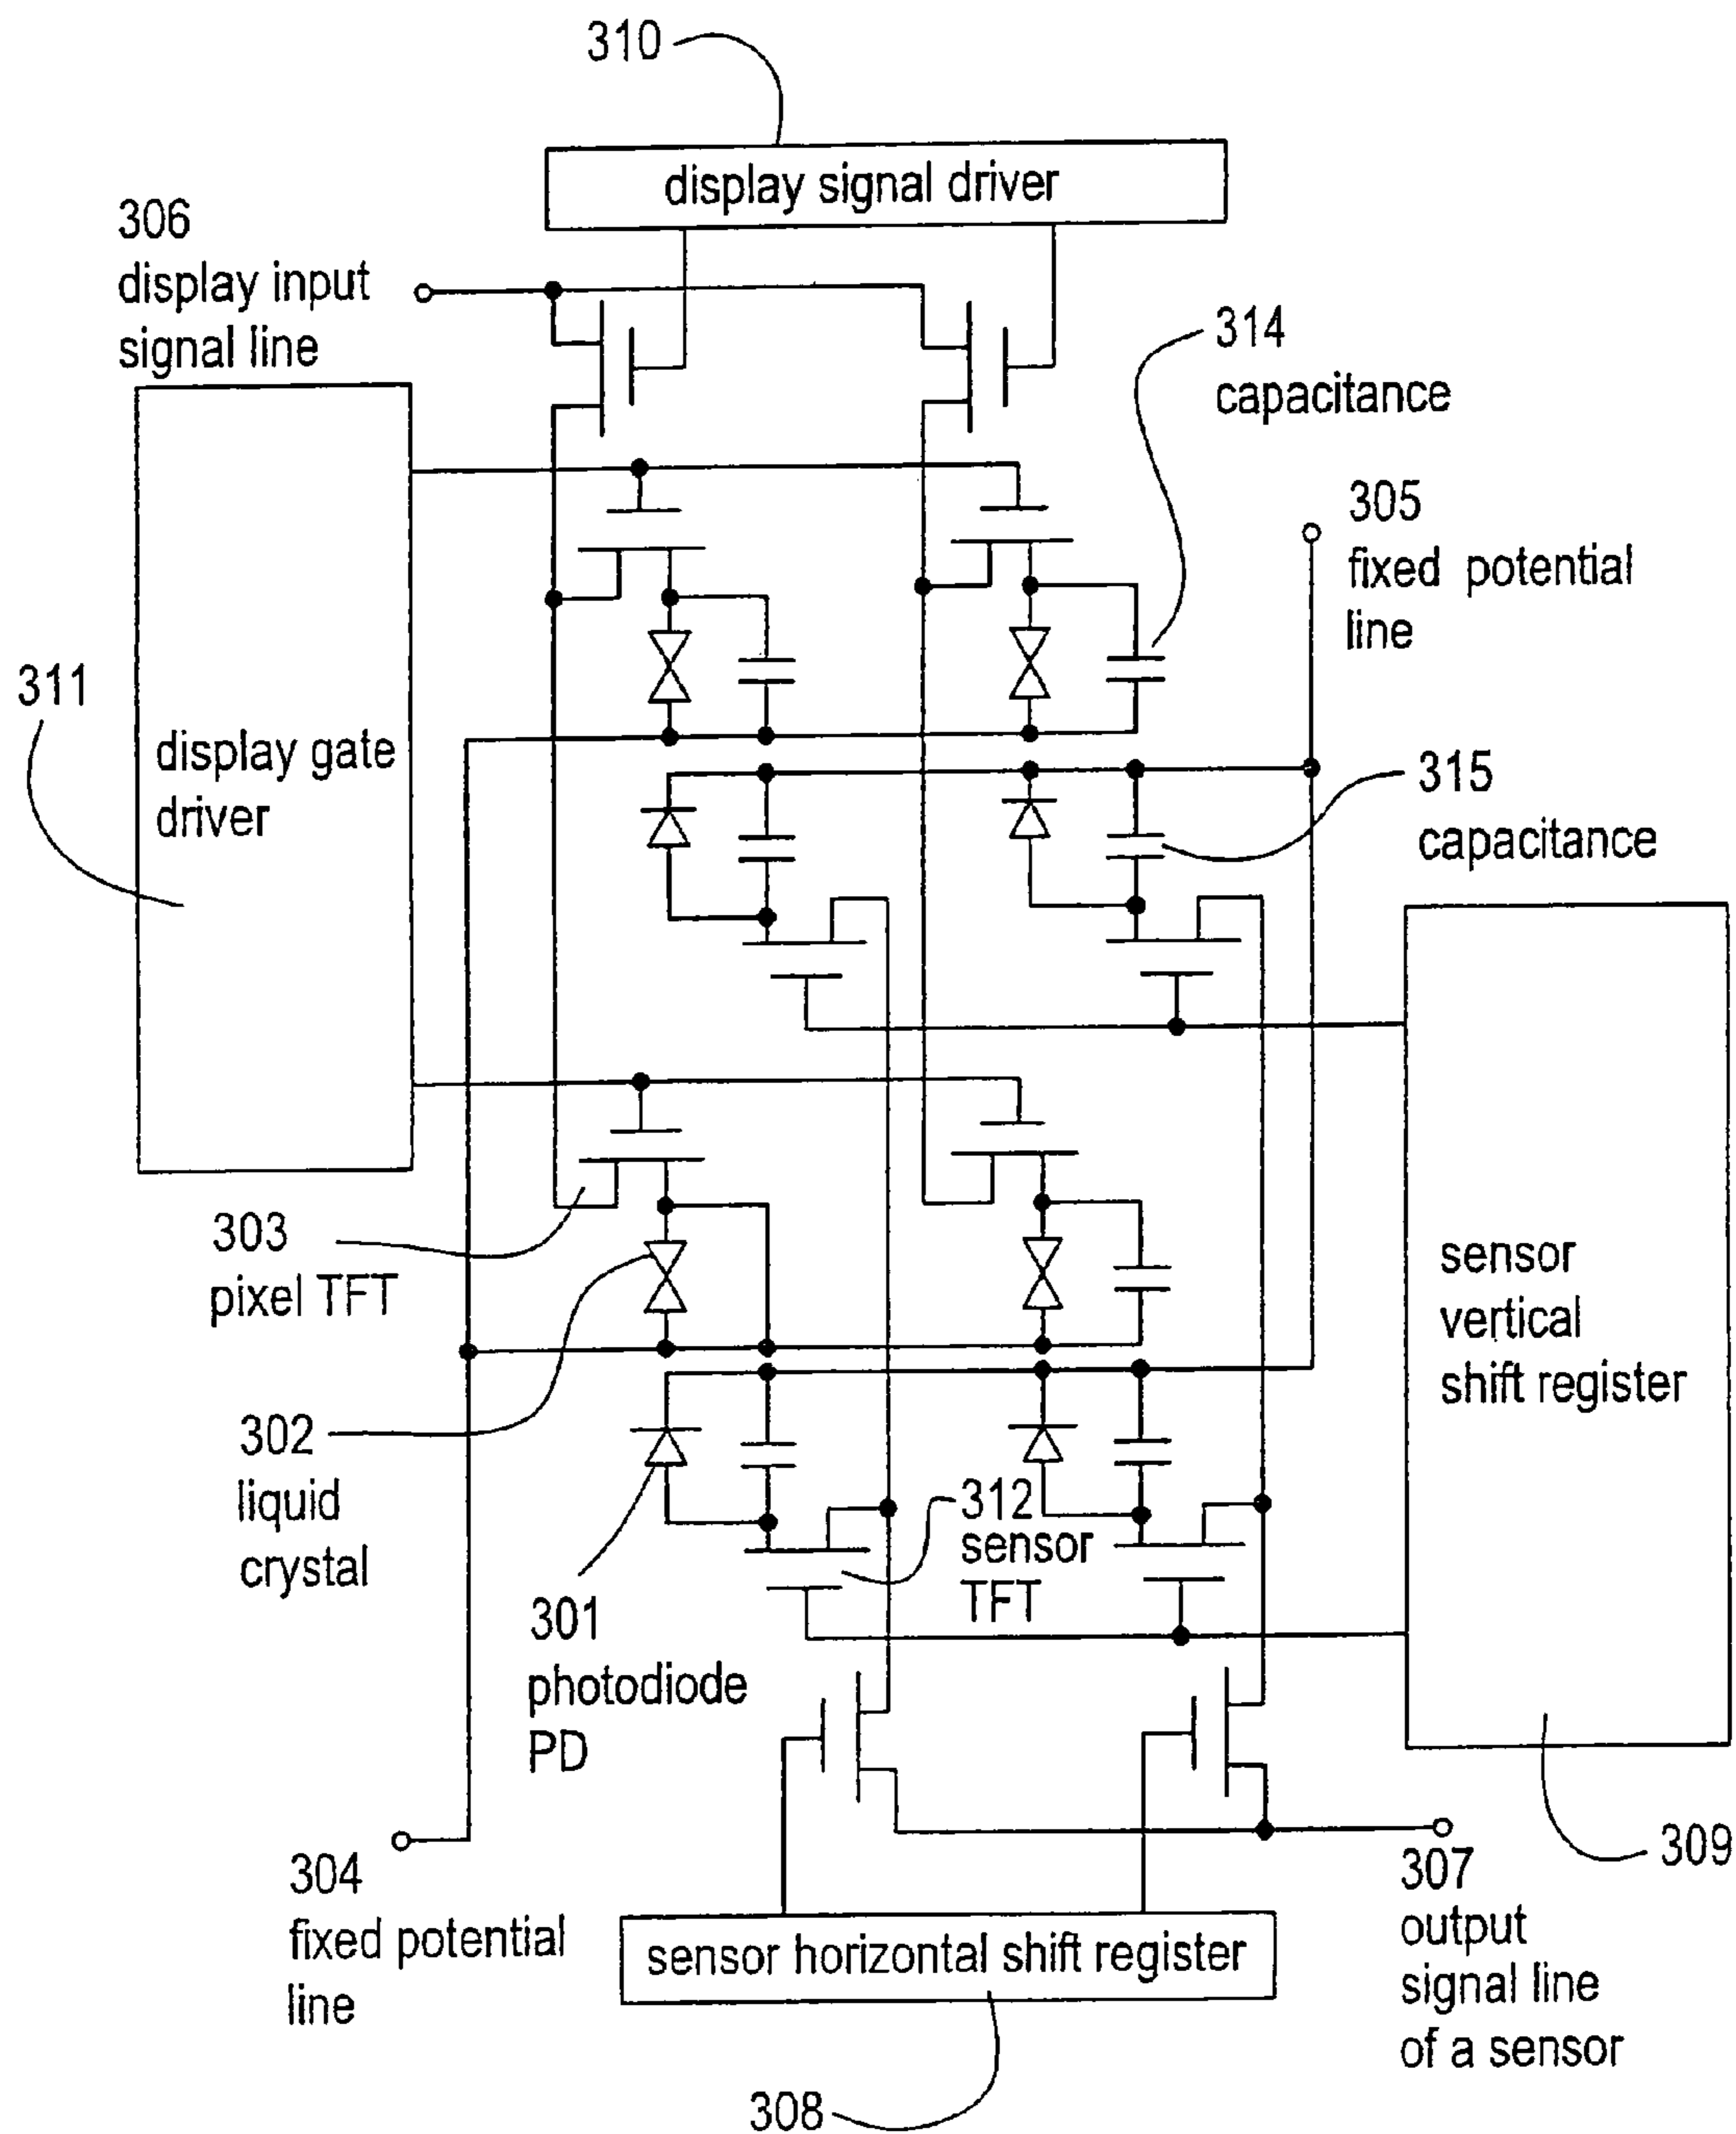 310
display signal driver
306
display input
signal line
314
capacitance
305
fixed potential
line
311
display gate
driver
315
capacitance
303
pixel TFT
sensor
vertical
shift register
302
liquid
crystal
312
sensor
TFT
301
photodiode
PD
309
304
fixed potential
line
307
output
signal line
of a sensor
sensor horizontal shift register
308